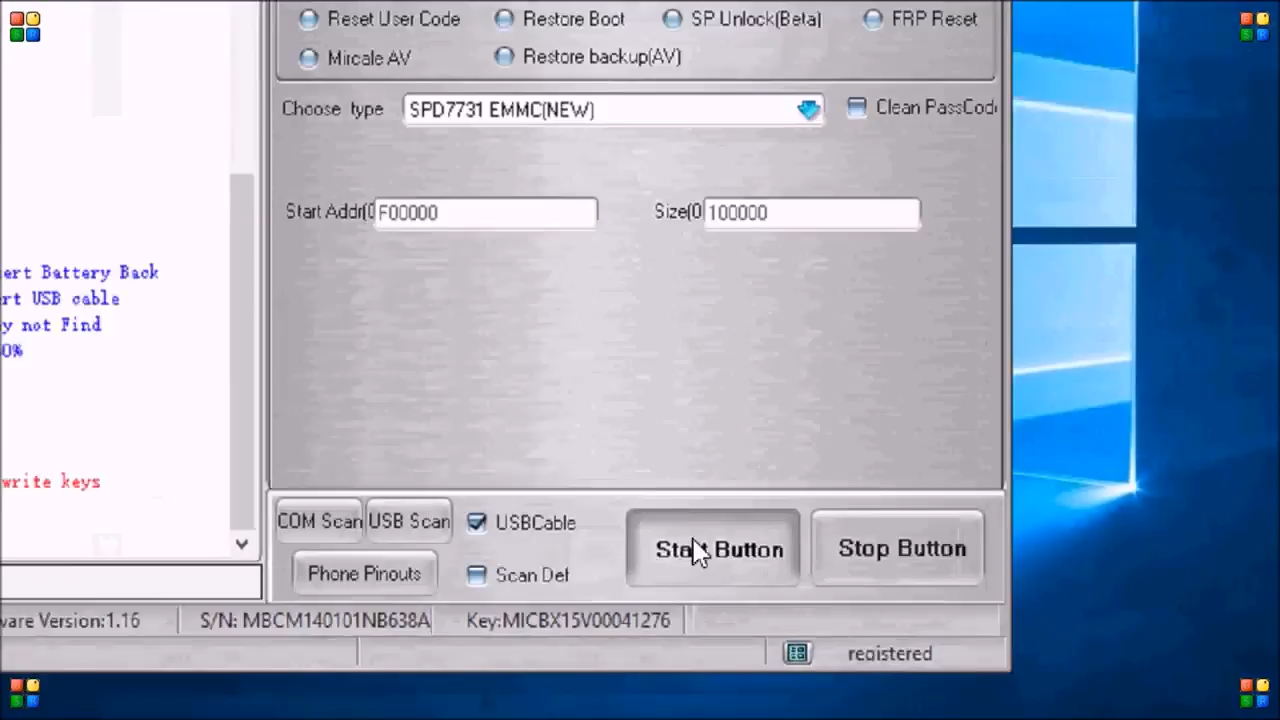 Reset User Code
Restore Boot
SP Unlock(Beta)
FRP Reset
Mircale AV
Restore backup(AV)
Choose type
SPD7731 EMMC(NEW)
Clean PassCod
Start Addr(0
F00000
Size(0
100000
ert Battery Back
rt USB cable
y not Find
0%
write keys
COM Scan
USB Scan
USBCable
Start Button
Stop Button
Phone Pinouts
Scan Def
ware Version:1.16
S/N: MBCM140101NB638A
Key:MICBX15V00041276
registered